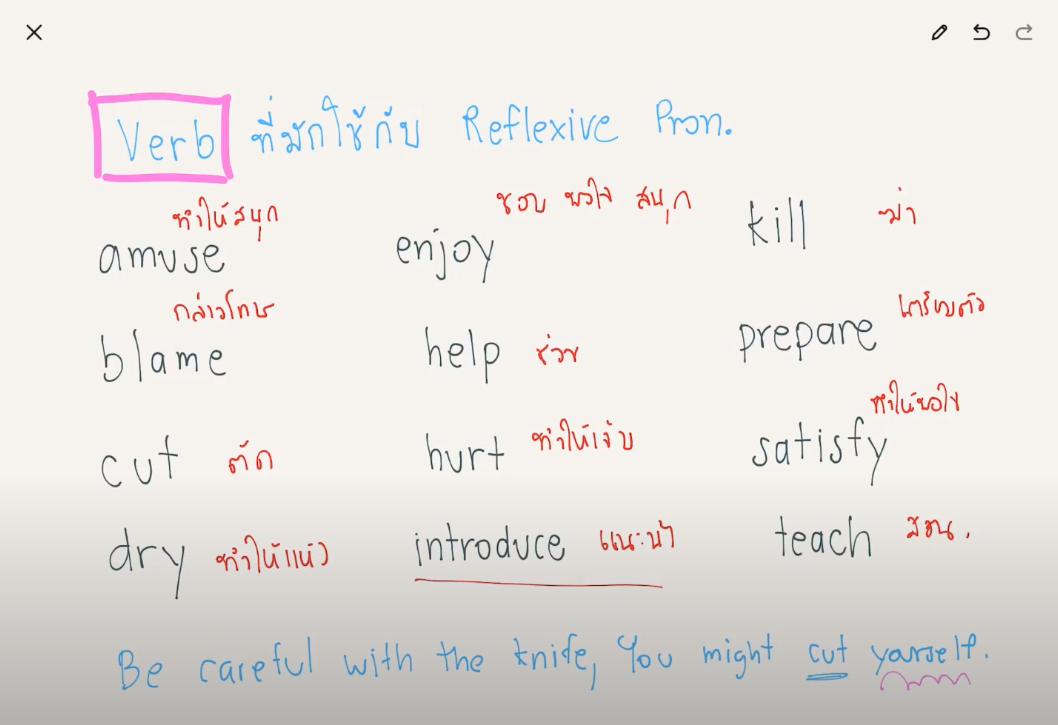 Verb ที่มักใช้กับ Reflexive Pron.
ทำให้สนุก ชอบ พอใจ สนุก ฆ่า
amuse enjoy kill
กล่าวโทษ เตรียมตัว
blame help ช่วย prepare
ทำให้พอใจ
cut ตัด hurt ทำให้เจ็บ satisfy
dry ทำให้แห้ง introduce แนะนำ teach สอน.
Be careful with the knife, You might cut yourself.